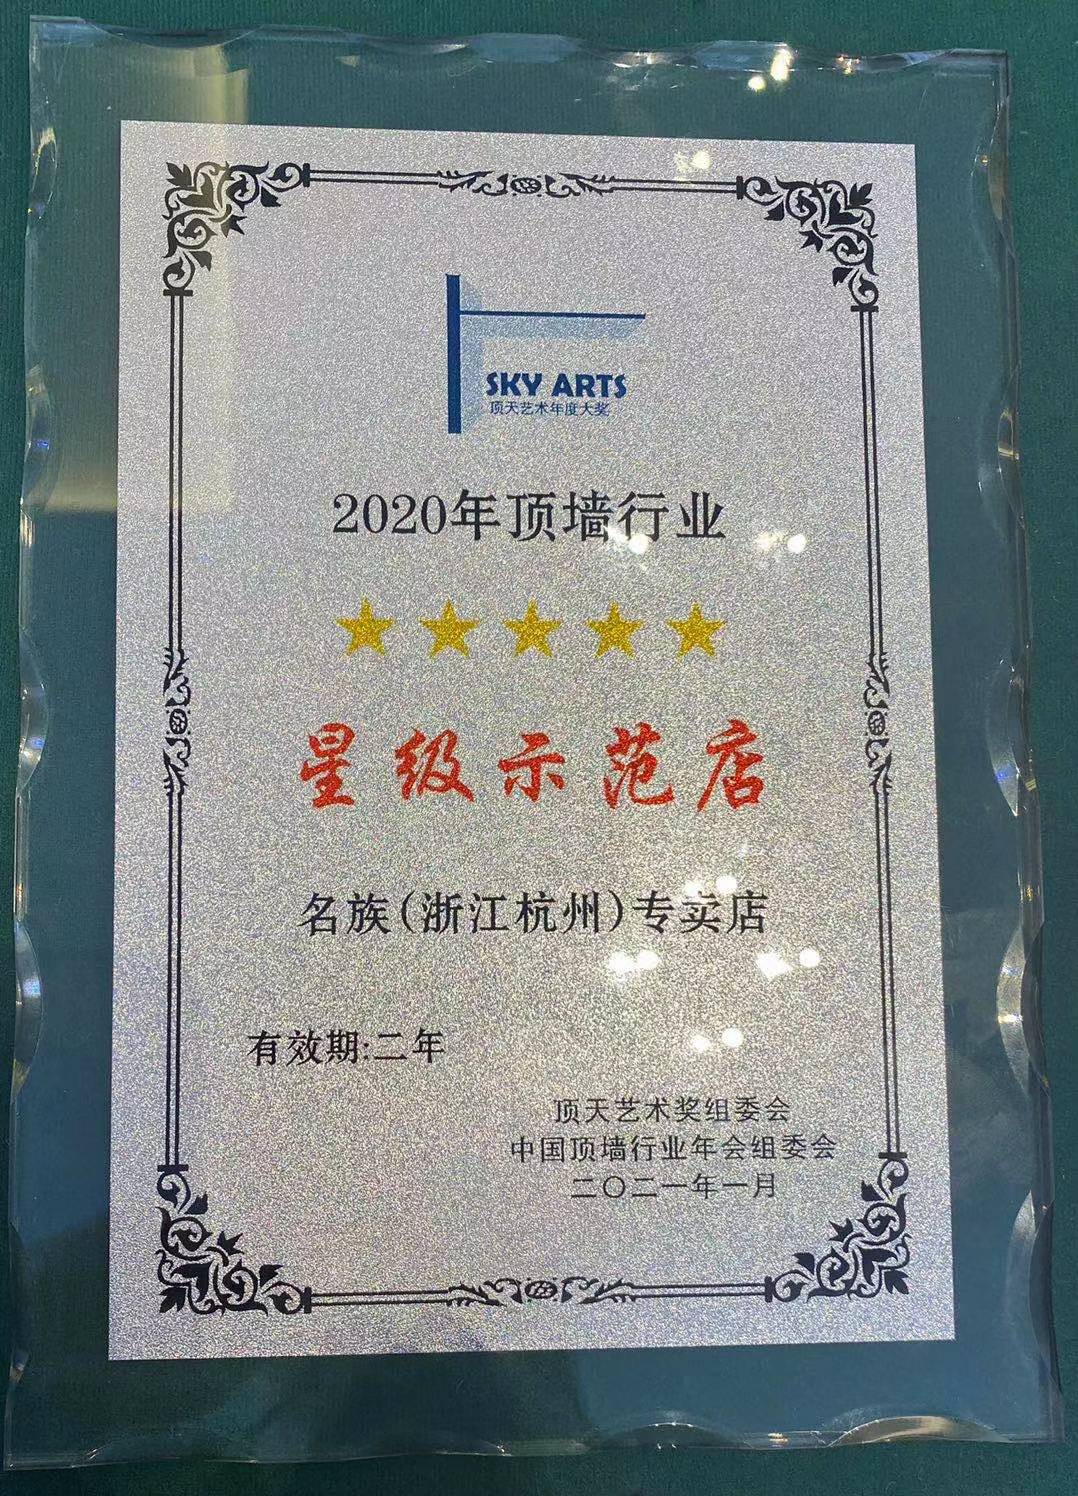 SKY ARTS
顶天艺术年度大奖
2020年顶墙行业
星级示范店
名族(浙江杭州)专卖店
有效期:二年
顶天艺术奖组委会
中国顶墙行业年会组委会
二〇二一年一月